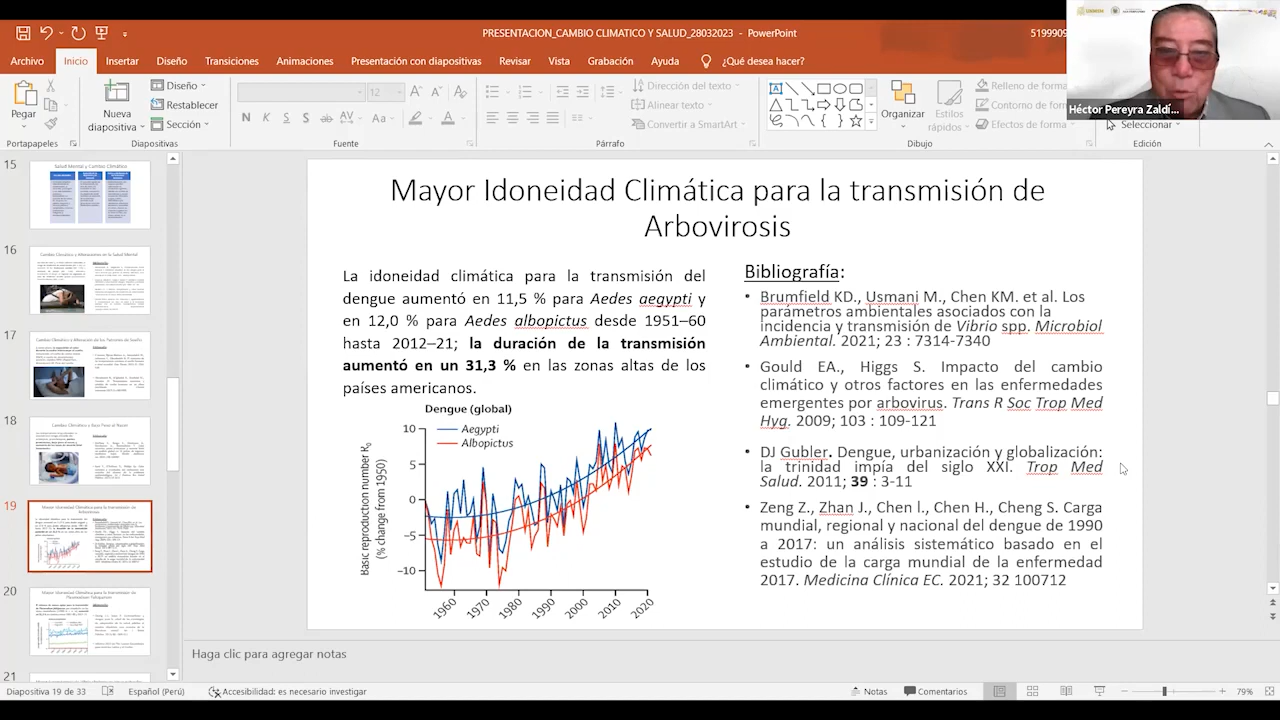 PRESENTACION_CAMBIO CLIMATICO Y SALUD_28032023 - PowerPoint
5199909
Archivo Inicio Insertar Diseño Transiciones Animaciones Presentación con diapositivas Revisar Vista Grabación Ayuda ¿Qué desea hacer?
Héctor Pereyra Zaldí...
Pegar
Nueva diapositiva
Diseño
Restablecer
Sección
12
N K S S ab AV Aa A
Dirección del texto
Alinear texto
Convertir a SmartArt
Organizar
Estilos rápidos
Relleno de forma
Contorno de forma
Efectos de forma
Seleccionar
Portapapeles Diapositivas Fuente Párrafo Dibujo Edición
15
Salud Mental y Cambio Climático
16
17
18
19
20
21
Mayor Idoneidad Climática para la transmisión de
Arbovirosis
La idoneidad climática para la transmisión del
dengue aumentó en 11,5 % para Aedes aegypti y
en 12,0 % para Aedes albopictus desde 1951–60
hasta 2012–21; la duración de la transmisión
aumentó en un 31,3 % en las zonas altas de los
países americanos.
Dengue (global)
Aegypti
Albopictus
Basic reproduction number
(% change from baseline)
10
5
0
−5
−10
1960 1970 1980 1990 2000 2010 2020
Bibliografía:
• Brumfield KD., Usmani M., Chen KM. et al. Los
parámetros ambientales asociados con la
incidencia y transmisión de Vibrio spp. Microbiol
Ambiental. 2021; 23 : 7314-7340
• Gould EA., Higgs S. Impacto del cambio
climático y otros factores en las enfermedades
emergentes por arbovirus. Trans R Soc Trop Med
Hyg. 2009; 103 : 109-121
• DJ Gubler. Dengue, urbanización y globalización:
la trinidad impía del siglo XXI. Trop Med
Salud. 2011; 39 : 3-11
• Zeng Z., Zhan J., Chen L., Chen H., Cheng S. Carga
mundial, regional y nacional del dengue de 1990
a 2017: un análisis sistemático basado en el
estudio de la carga mundial de la enfermedad
2017. Medicina Clínica EC. 2021; 32 100712
Haga clic para agregar notas
Diapositiva 19 de 33 Español (Perú) Accesibilidad: es necesario investigar Notas Comentarios 79%